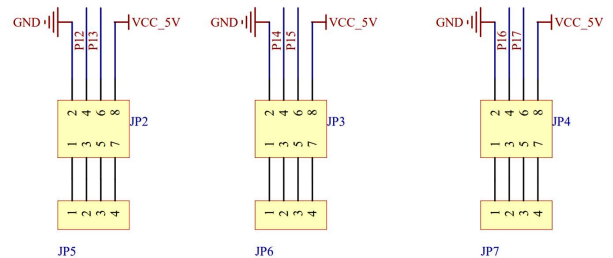 GND P12 P13 VCC_5V GND P14 P15 VCC_5V GND P16 P17 VCC_5V
2 4 6 8 2 4 6 8 2 4 6 8
JP2 JP3 JP4
1 3 5 7 1 3 5 7 1 3 5 7
1 2 3 4 1 2 3 4 1 2 3 4
JP5 JP6 JP7